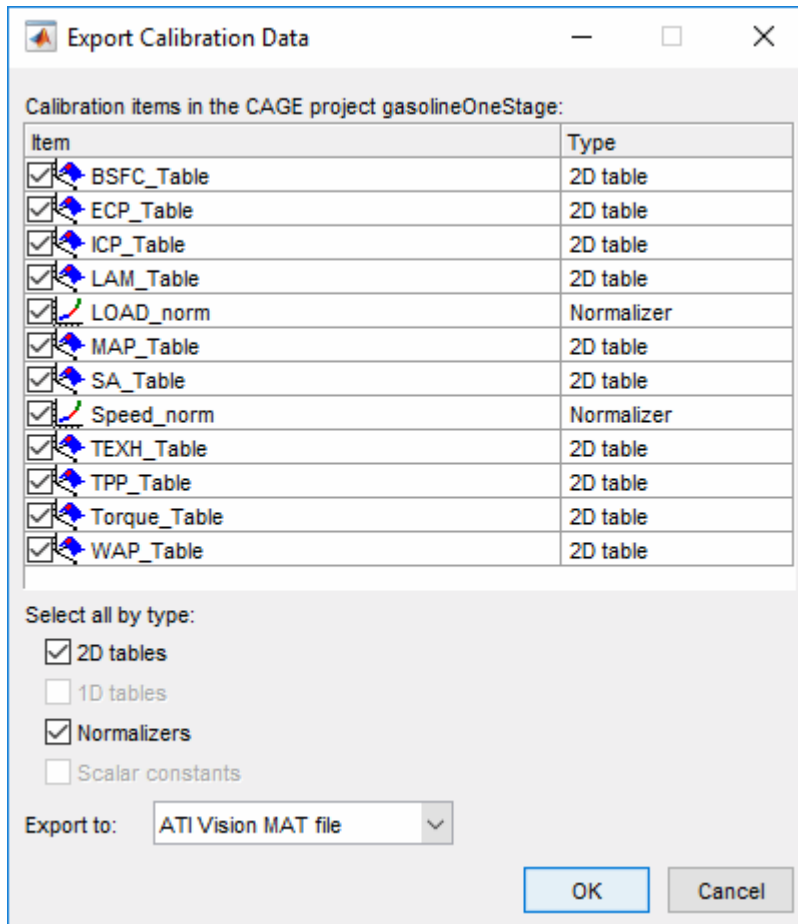 Export Calibration Data
Calibration items in the CAGE project gasolineOneStage:
Item Type
BSFC_Table 2D table
ECP_Table 2D table
ICP_Table 2D table
LAM_Table 2D table
LOAD_norm Normalizer
MAP_Table 2D table
SA_Table 2D table
Speed_norm Normalizer
TEXH_Table 2D table
TPP_Table 2D table
Torque_Table 2D table
WAP_Table 2D table
Select all by type:
2D tables
1D tables
Normalizers
Scalar constants
Export to: ATI Vision MAT file
OK Cancel